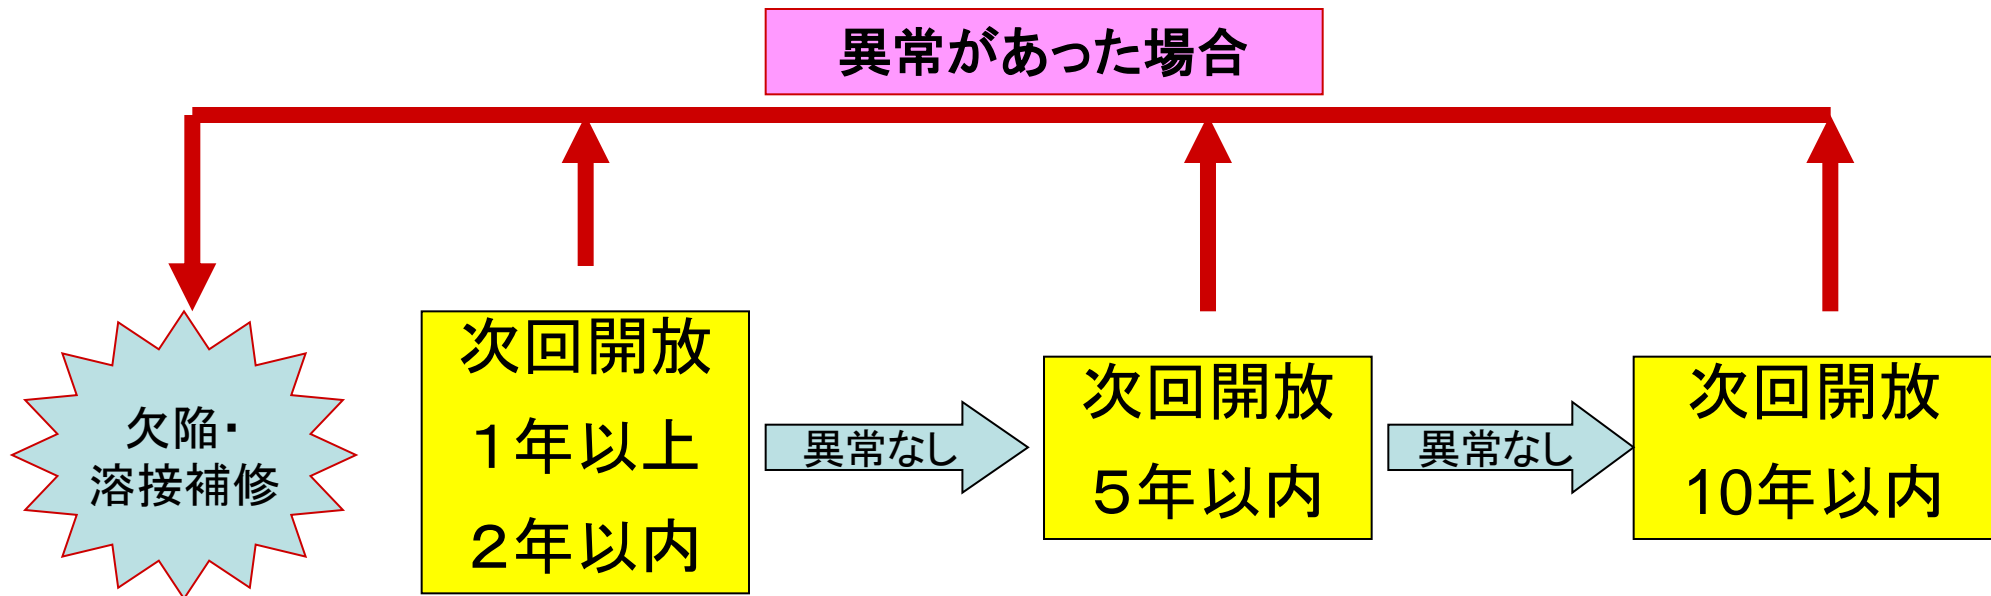 異常があった場合
欠陥・
溶接補修
次回開放
１年以上
２年以内
異常なし
次回開放
５年以内
異常なし
次回開放
10年以内